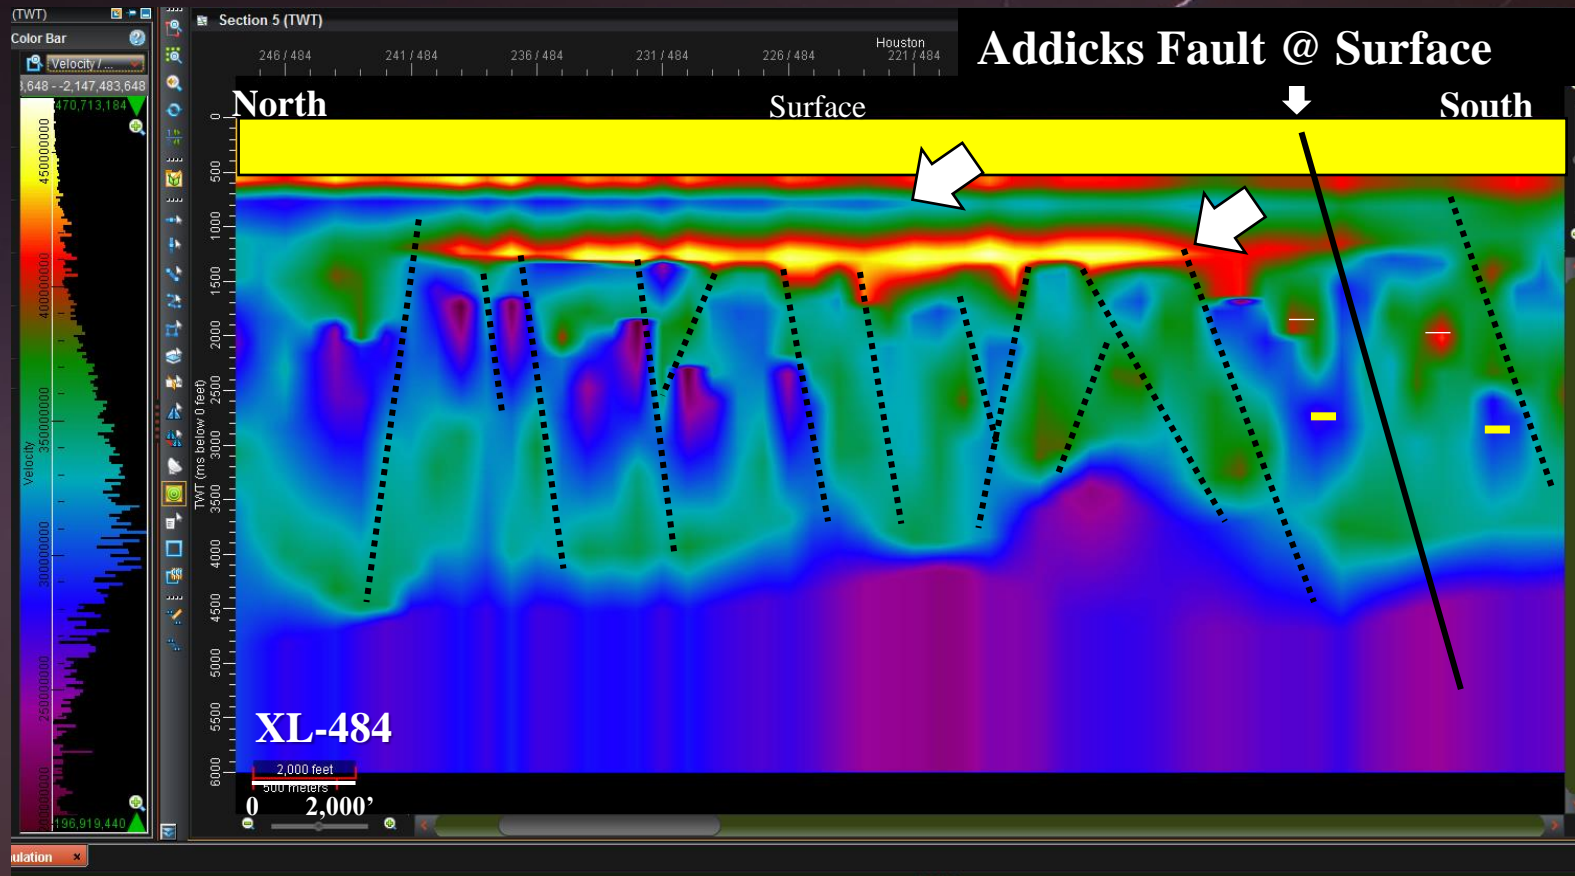 (TWT)
Color Bar
Velocity / ...
3,648 - -2,147,483,648
470,713,184
450000000
400000000
350000000
Velocity
300000000
250000000
196,919,440
Section 5 (TWT)
246 / 484
241 / 484
236 / 484
231 / 484
226 / 484
Houston
221 / 484
Addicks Fault @ Surface
North
Surface
South
0
500
1000
1500
2000
2500
3000
3500
4000
4500
5000
5500
6000
TWT (ms below 0 feet)
XL-484
2,000 feet
500 meters
0 2,000’
ulation x